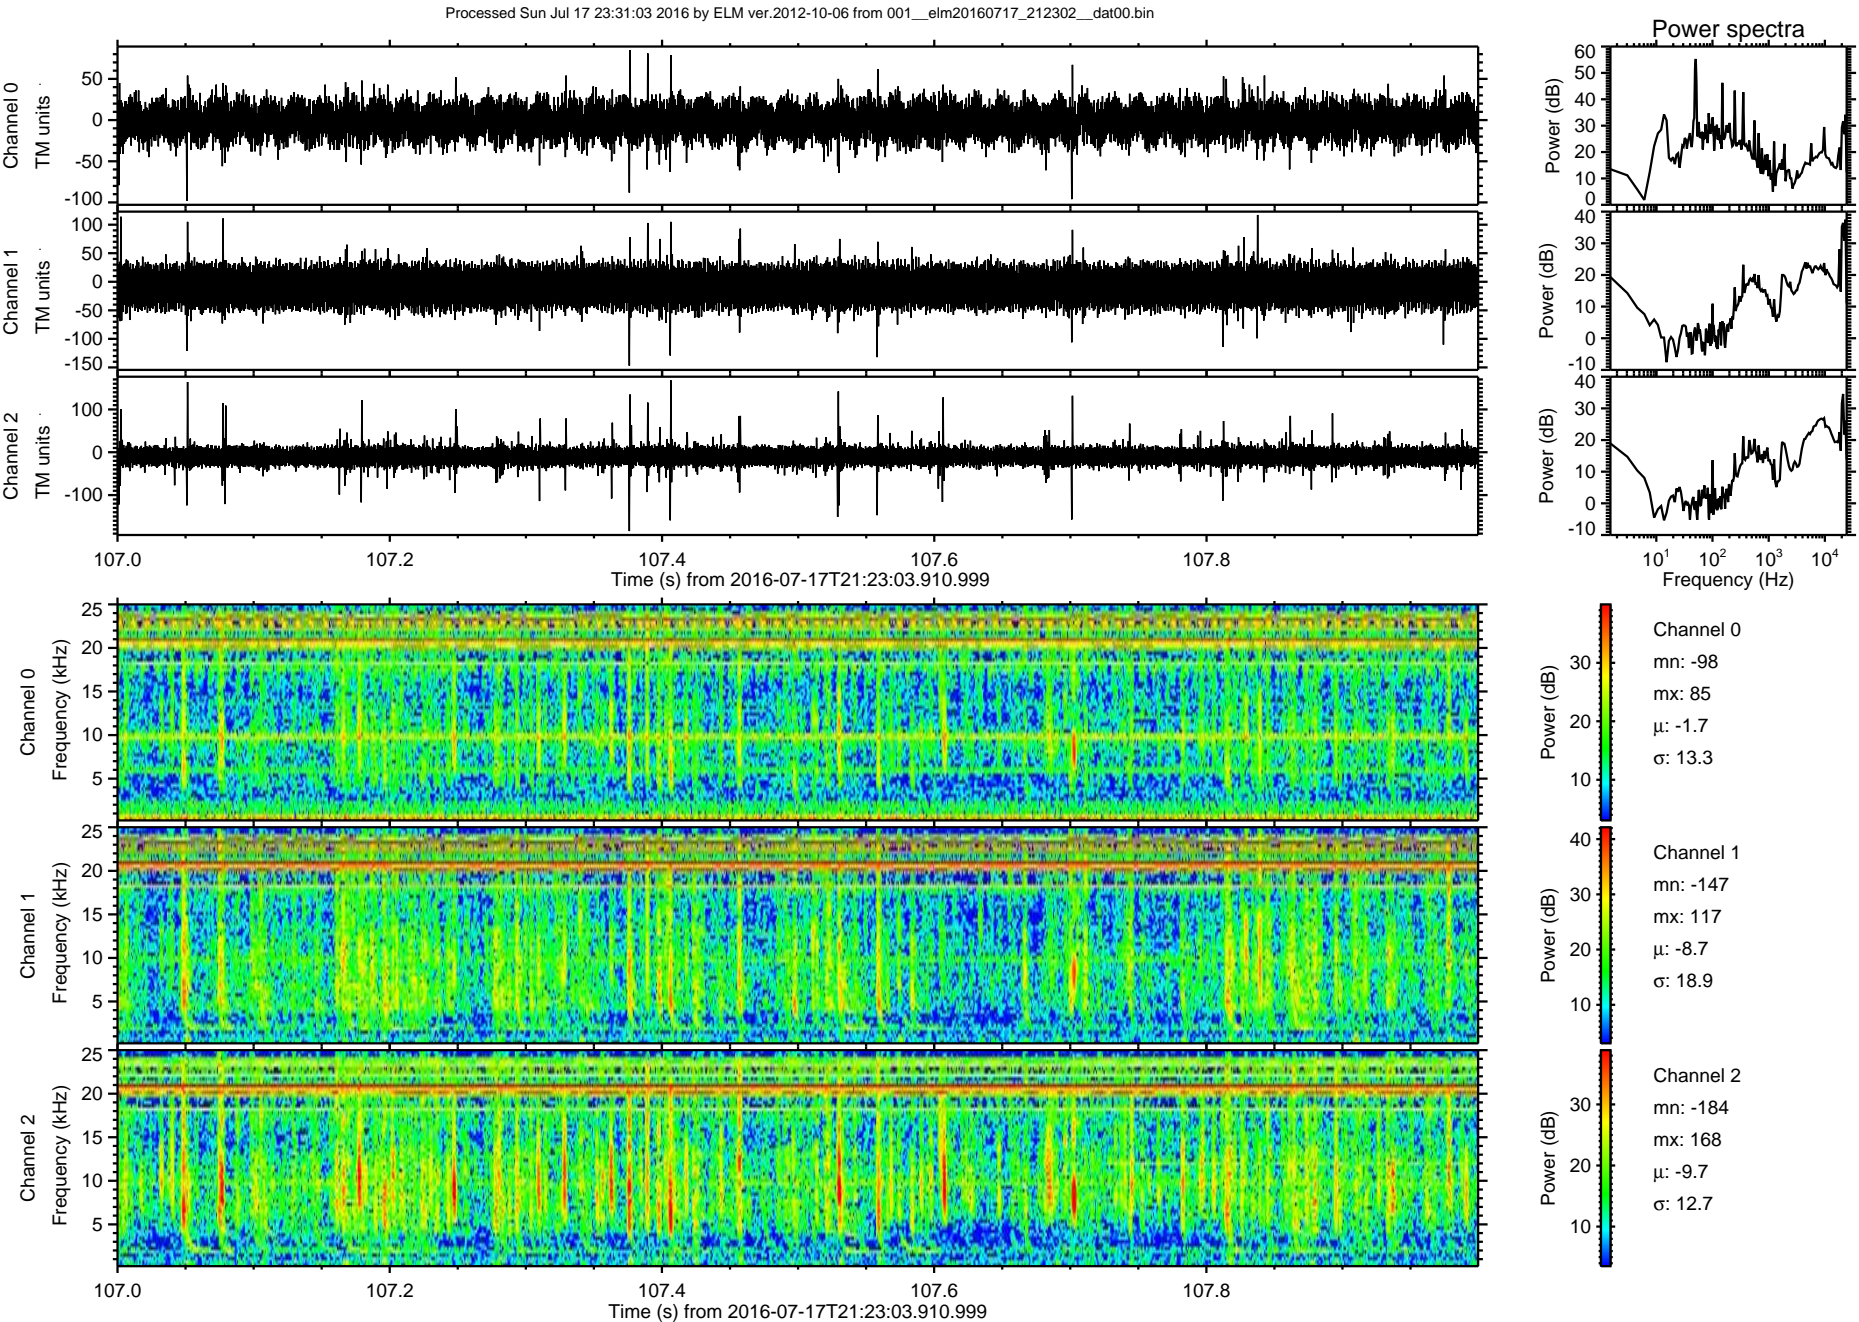 Processed Sun Jul 17 23:31:03 2016 by ELM ver.2012-10-06 from 001__elm20160717_212302__dat00.bin
Power spectra
Channel 0
TM units
50
0
-50
-100
Power (dB)
60
50
40
30
20
10
0
Channel 1
TM units
100
50
0
-50
-100
-150
Power (dB)
40
30
20
10
0
-10
Channel 2
TM units
100
0
-100
Power (dB)
40
30
20
10
0
-10
107.0 107.2 107.4 107.6 107.8
Time (s) from 2016-07-17T21:23:03.910.999
10¹ 10² 10³ 10⁴
Frequency (Hz)
Channel 0
Frequency (kHz)
25
20
15
10
5
Power (dB)
30
20
10
Channel 0
mn: -98
mx: 85
μ: -1.7
σ: 13.3
Channel 1
Frequency (kHz)
25
20
15
10
5
Power (dB)
40
30
20
10
Channel 1
mn: -147
mx: 117
μ: -8.7
σ: 18.9
Channel 2
Frequency (kHz)
25
20
15
10
5
Power (dB)
30
20
10
Channel 2
mn: -184
mx: 168
μ: -9.7
σ: 12.7
107.0 107.2 107.4 107.6 107.8
Time (s) from 2016-07-17T21:23:03.910.999